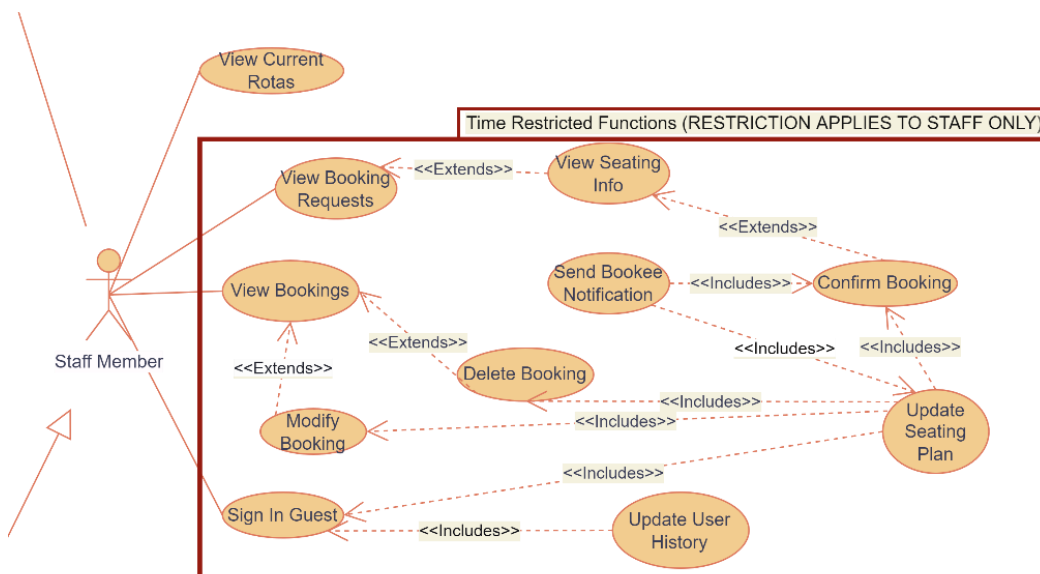 View Current
Rotas
Time Restricted Functions (RESTRICTION APPLIES TO STAFF ONLY)
View Booking
Requests
<<Extends>>
View Seating
Info
<<Extends>>
Staff Member
View Bookings
Send Bookee
Notification
<<Includes>>
Confirm Booking
<<Extends>>
<<Includes>>
<<Includes>>
<<Extends>>
Delete Booking
<<Includes>>
Modify
Booking
<<Includes>>
Update
Seating
Plan
<<Includes>>
Sign In Guest
<<Includes>>
Update User
History